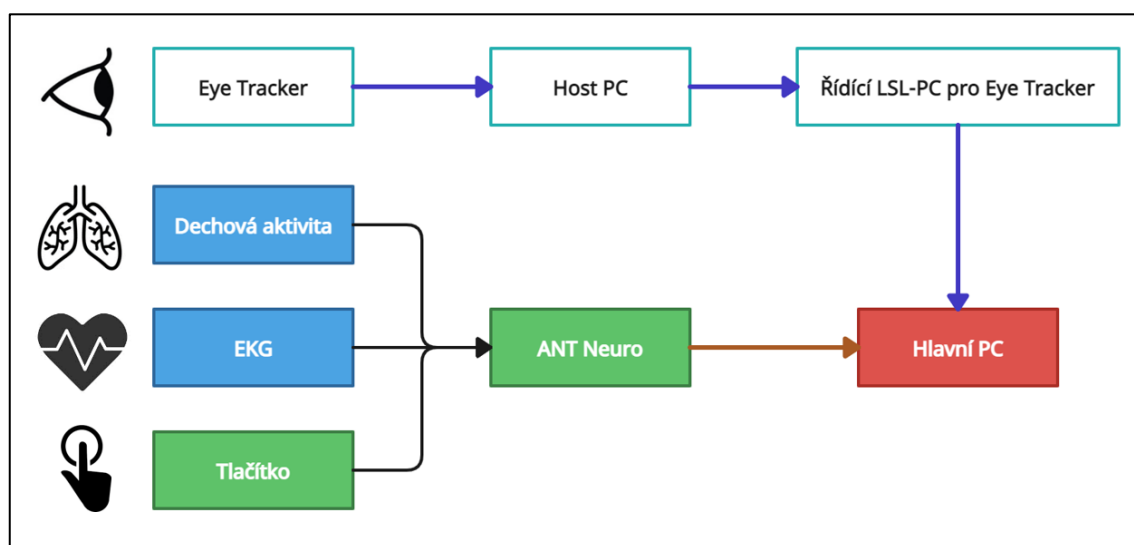 Eye Tracker
Host PC
Řídící LSL-PC pro Eye Tracker
Dechová aktivita
EKG
ANT Neuro
Hlavní PC
Tlačítko